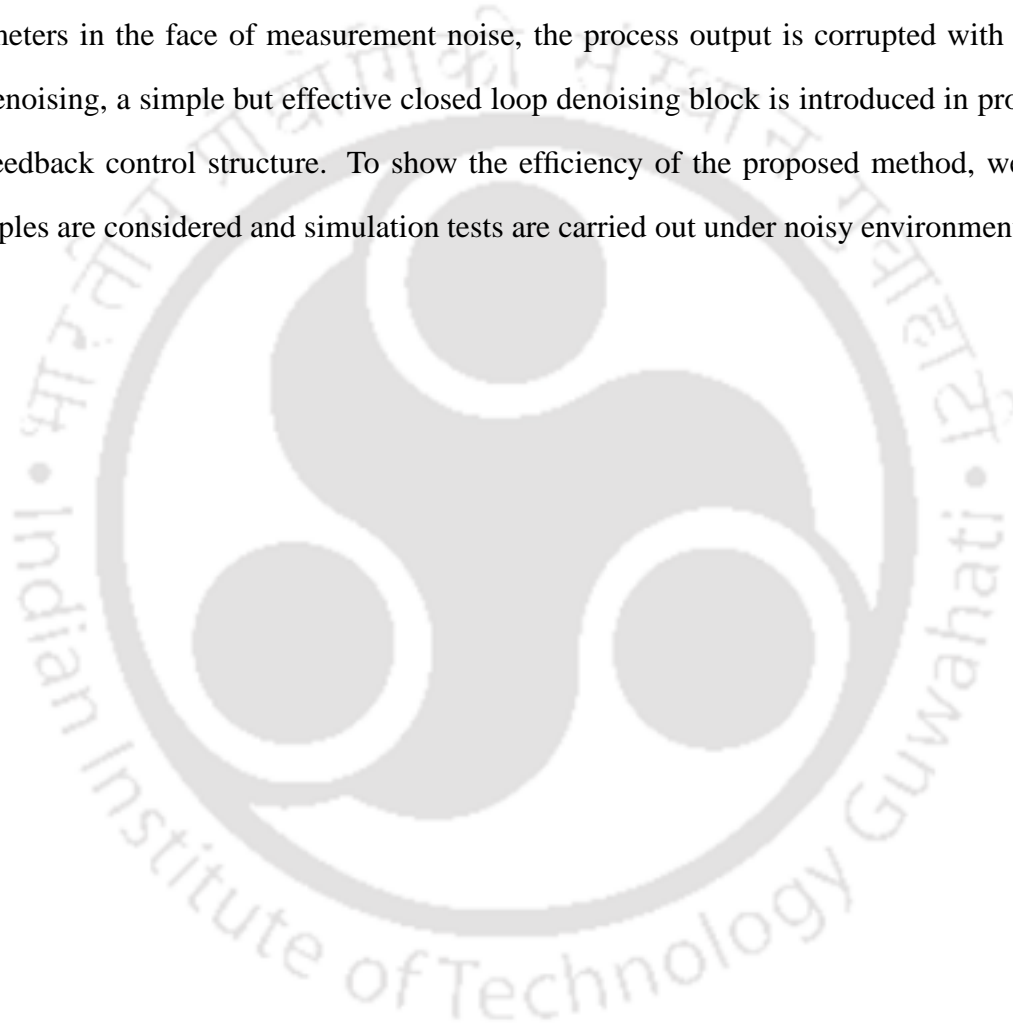 neters in the face of measurement noise, the process output is corrupted with
enoising, a simple but effective closed loop denoising block is introduced in pro
eedback control structure. To show the efficiency of the proposed method, we
ples are considered and simulation tests are carried out under noisy environmen
भारतीय प्रौद्योगिकी संस्थान गुवाहाटी
Indian Institute of Technology Guwahati